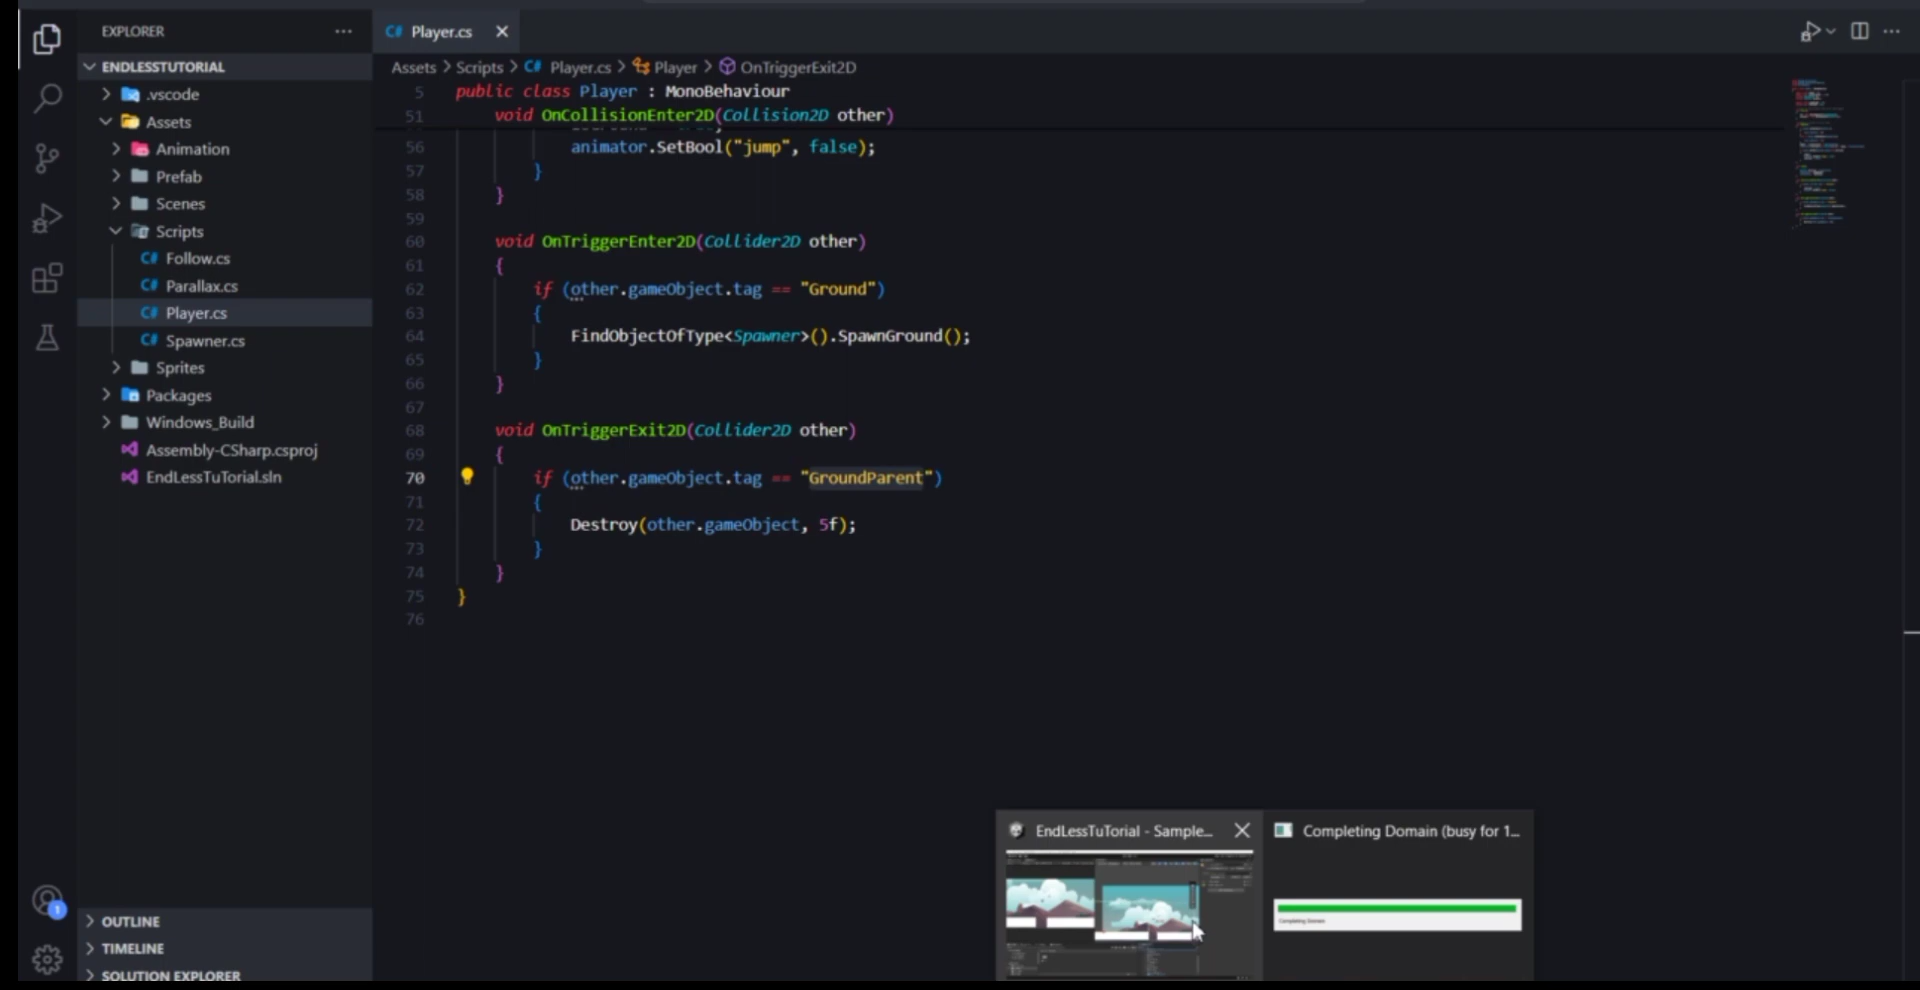 EXPLORER
ENDLESSTUTORIAL
.vscode
Assets
Animation
Prefab
Scenes
Scripts
C# Follow.cs
C# Parallax.cs
C# Player.cs
C# Spawner.cs
Sprites
Packages
Windows_Build
Assembly-CSharp.csproj
EndLessTuTorial.sln
1
OUTLINE
TIMELINE
SOLUTION EXPLORER
C# Player.cs
Assets > Scripts > C# Player.cs > Player > OnTriggerExit2D
5 public class Player : MonoBehaviour
51 void OnCollisionEnter2D(Collision2D other)
56 animator.SetBool("jump", false);
57 }
58 }
59
60 void OnTriggerEnter2D(Collider2D other)
61 {
62 if (other.gameObject.tag == "Ground")
63 {
64 FindObjectOfType<Spawner>().SpawnGround();
65 }
66 }
67
68 void OnTriggerExit2D(Collider2D other)
69 {
70 if (other.gameObject.tag == "GroundParent")
71 {
72 Destroy(other.gameObject, 5f);
73 }
74 }
75 }
76
EndLessTuTorial - Sample...
Completing Domain (busy for 1...
Completing Domain